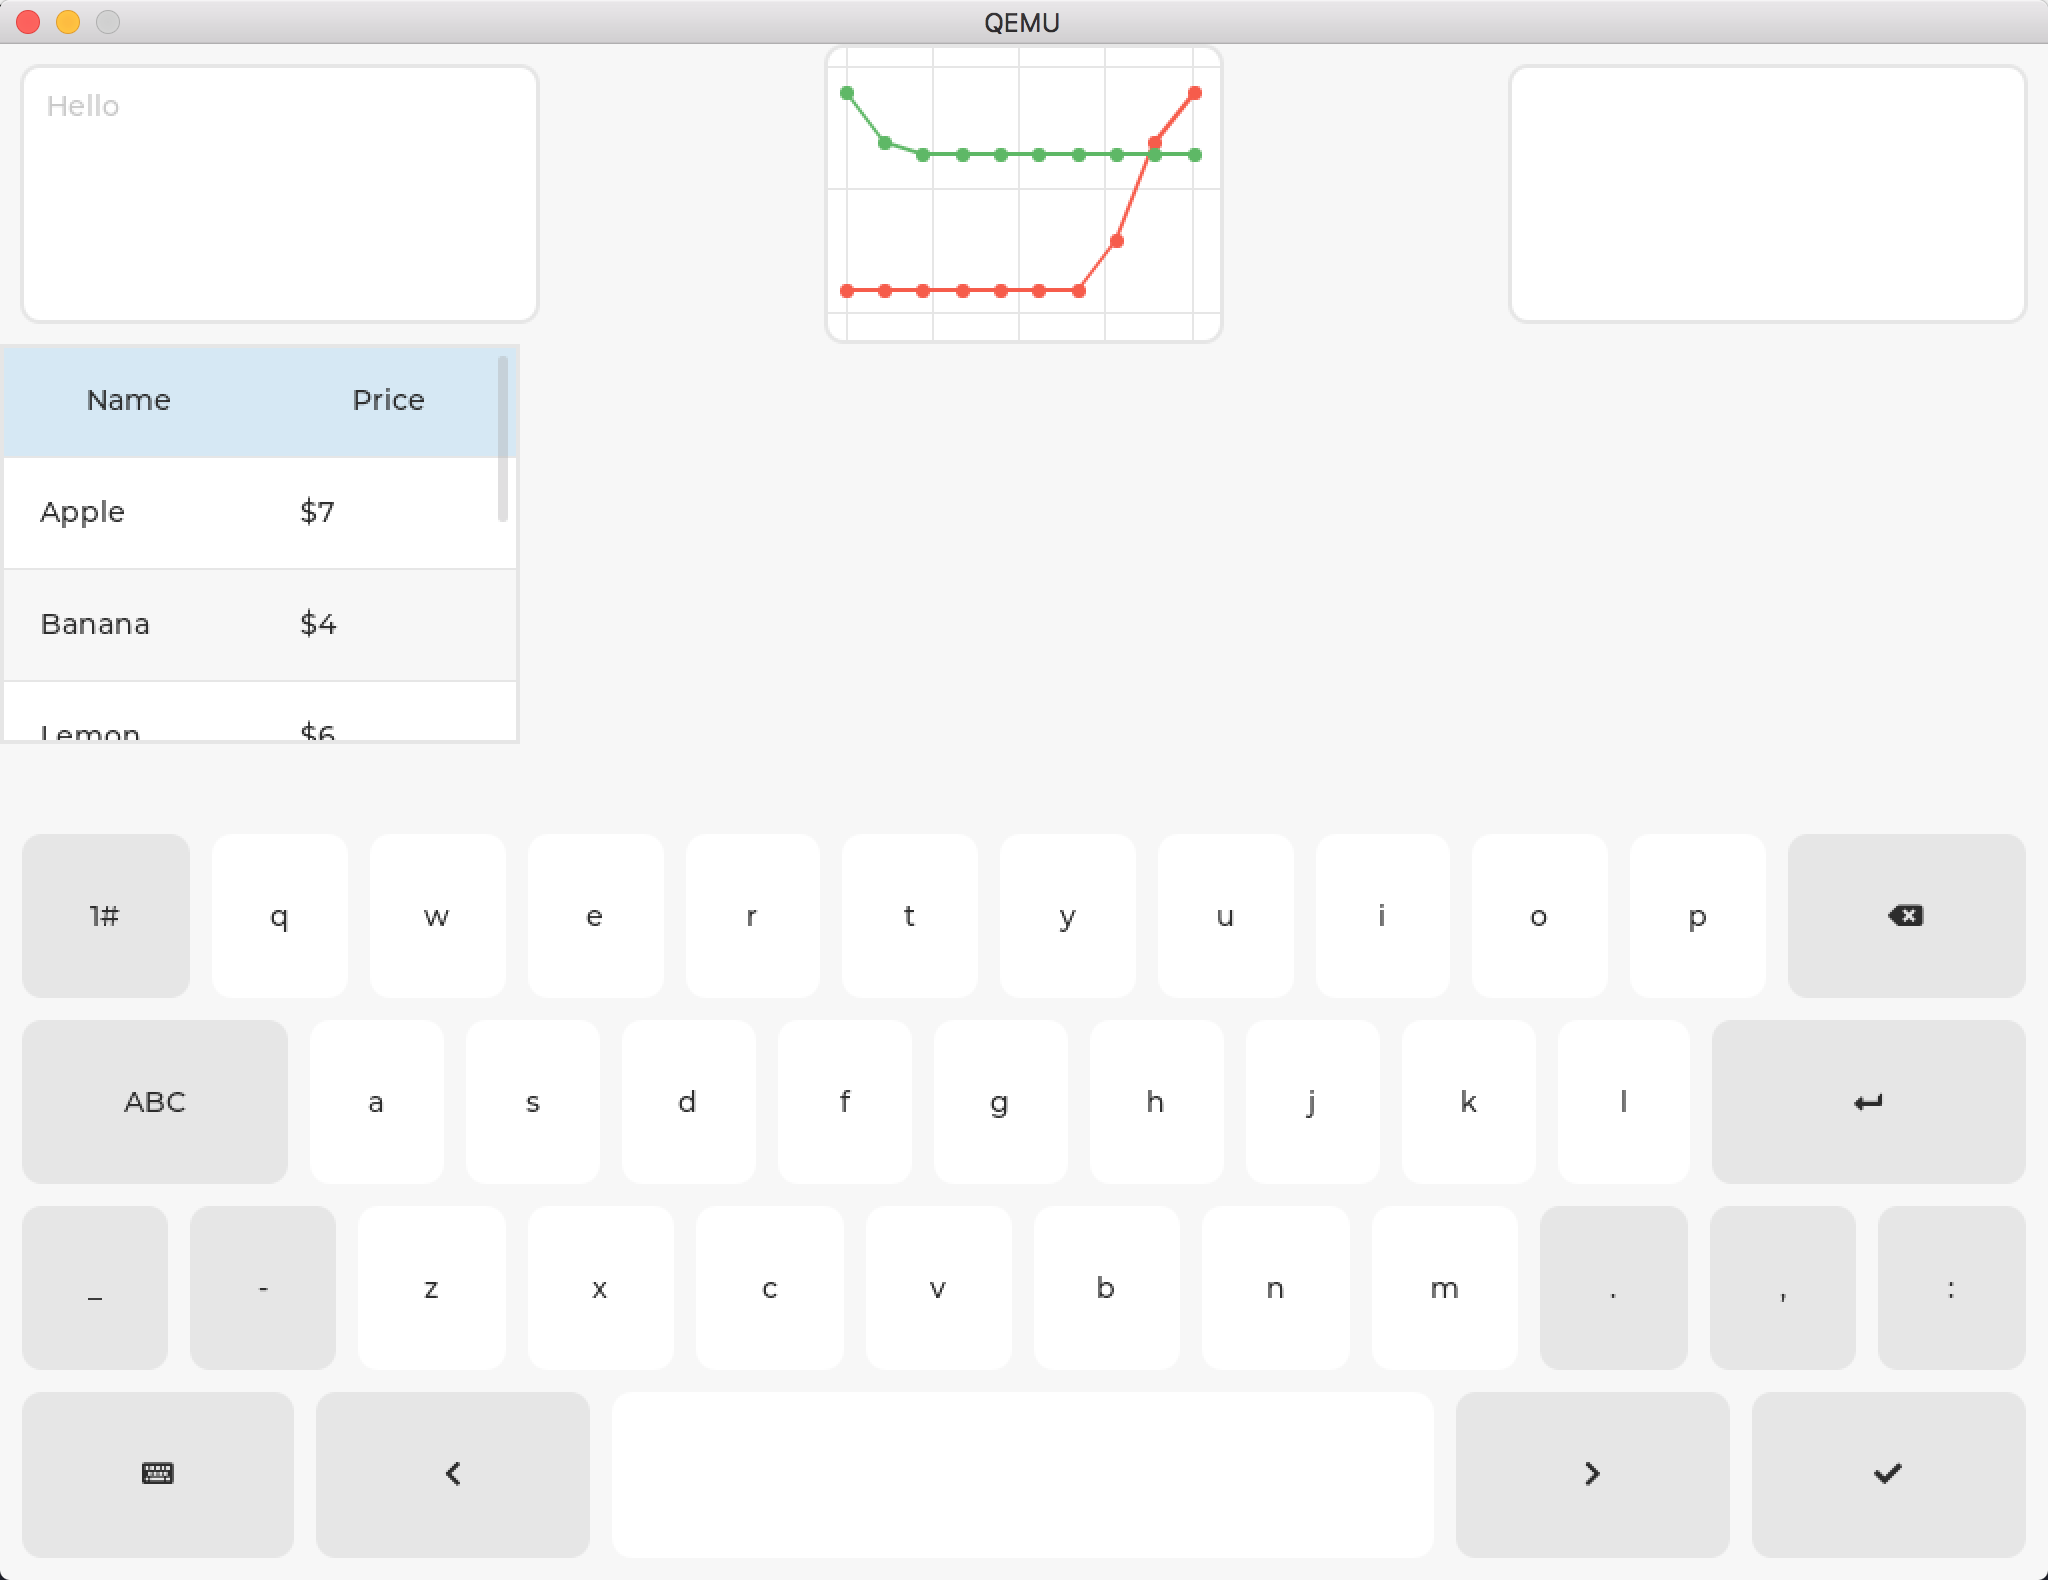 QEMU
Hello
Name Price
Apple $7
Banana $4
Lemon $6
1# q w e r t y u i o p
ABC a s d f g h j k l
_ - z x c v b n m . , :
< >